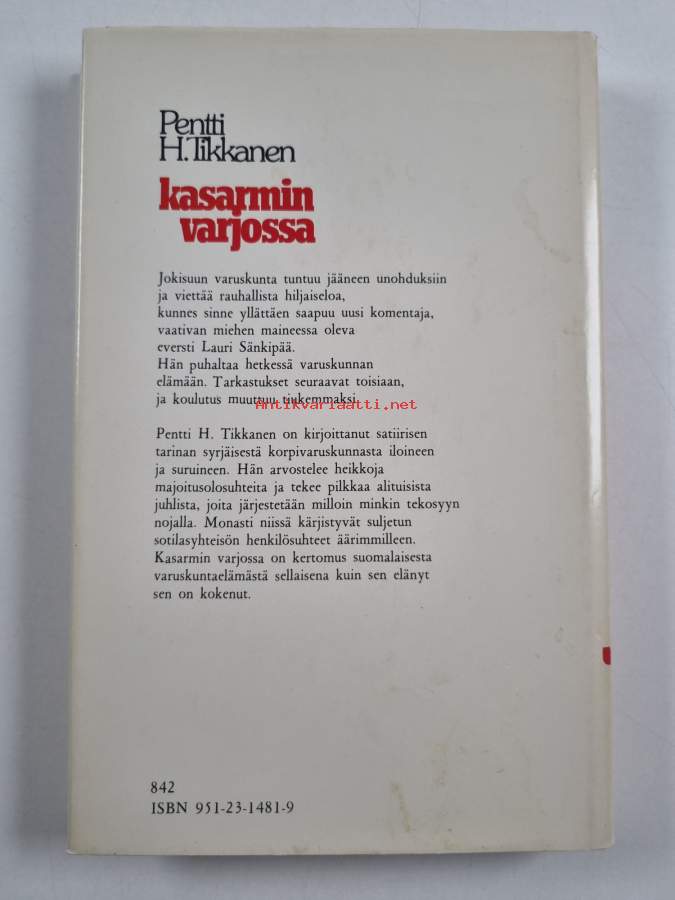 Pentti
H. Tikkanen
kasarmin
varjossa
Jokisuun varuskunta tuntuu jääneen unohduksiin
ja viettää rauhallista hiljaiseloa,
kunnes sinne yllättäen saapuu uusi komentaja,
vaativan miehen maineessa oleva
eversti Lauri Sänkipää.
Hän puhaltaa hetkessä varuskunnan
elämään. Tarkastukset seuraavat toisiaan,
ja koulutus muuttuu tiukemmaksi.
Antikvariaatti.net
Pentti H. Tikkanen on kirjoittanut satiirisen
tarinan syrjäisestä korpivaruskunnasta iloineen
ja suruineen. Hän arvostelee heikkoja
majoitusolosuhteita ja tekee pilkkaa alituisista
juhlista, joita järjestetään milloin minkin tekosyyn
nojalla. Monasti niissä kärjistyvät suljetun
sotilasyhteisön henkilösuhteet äärimmilleen.
Kasarmin varjossa on kertomus suomalaisesta
varuskuntaelämästä sellaisena kuin sen elänyt
sen on kokenut.
842
ISBN 951-23-1481-9